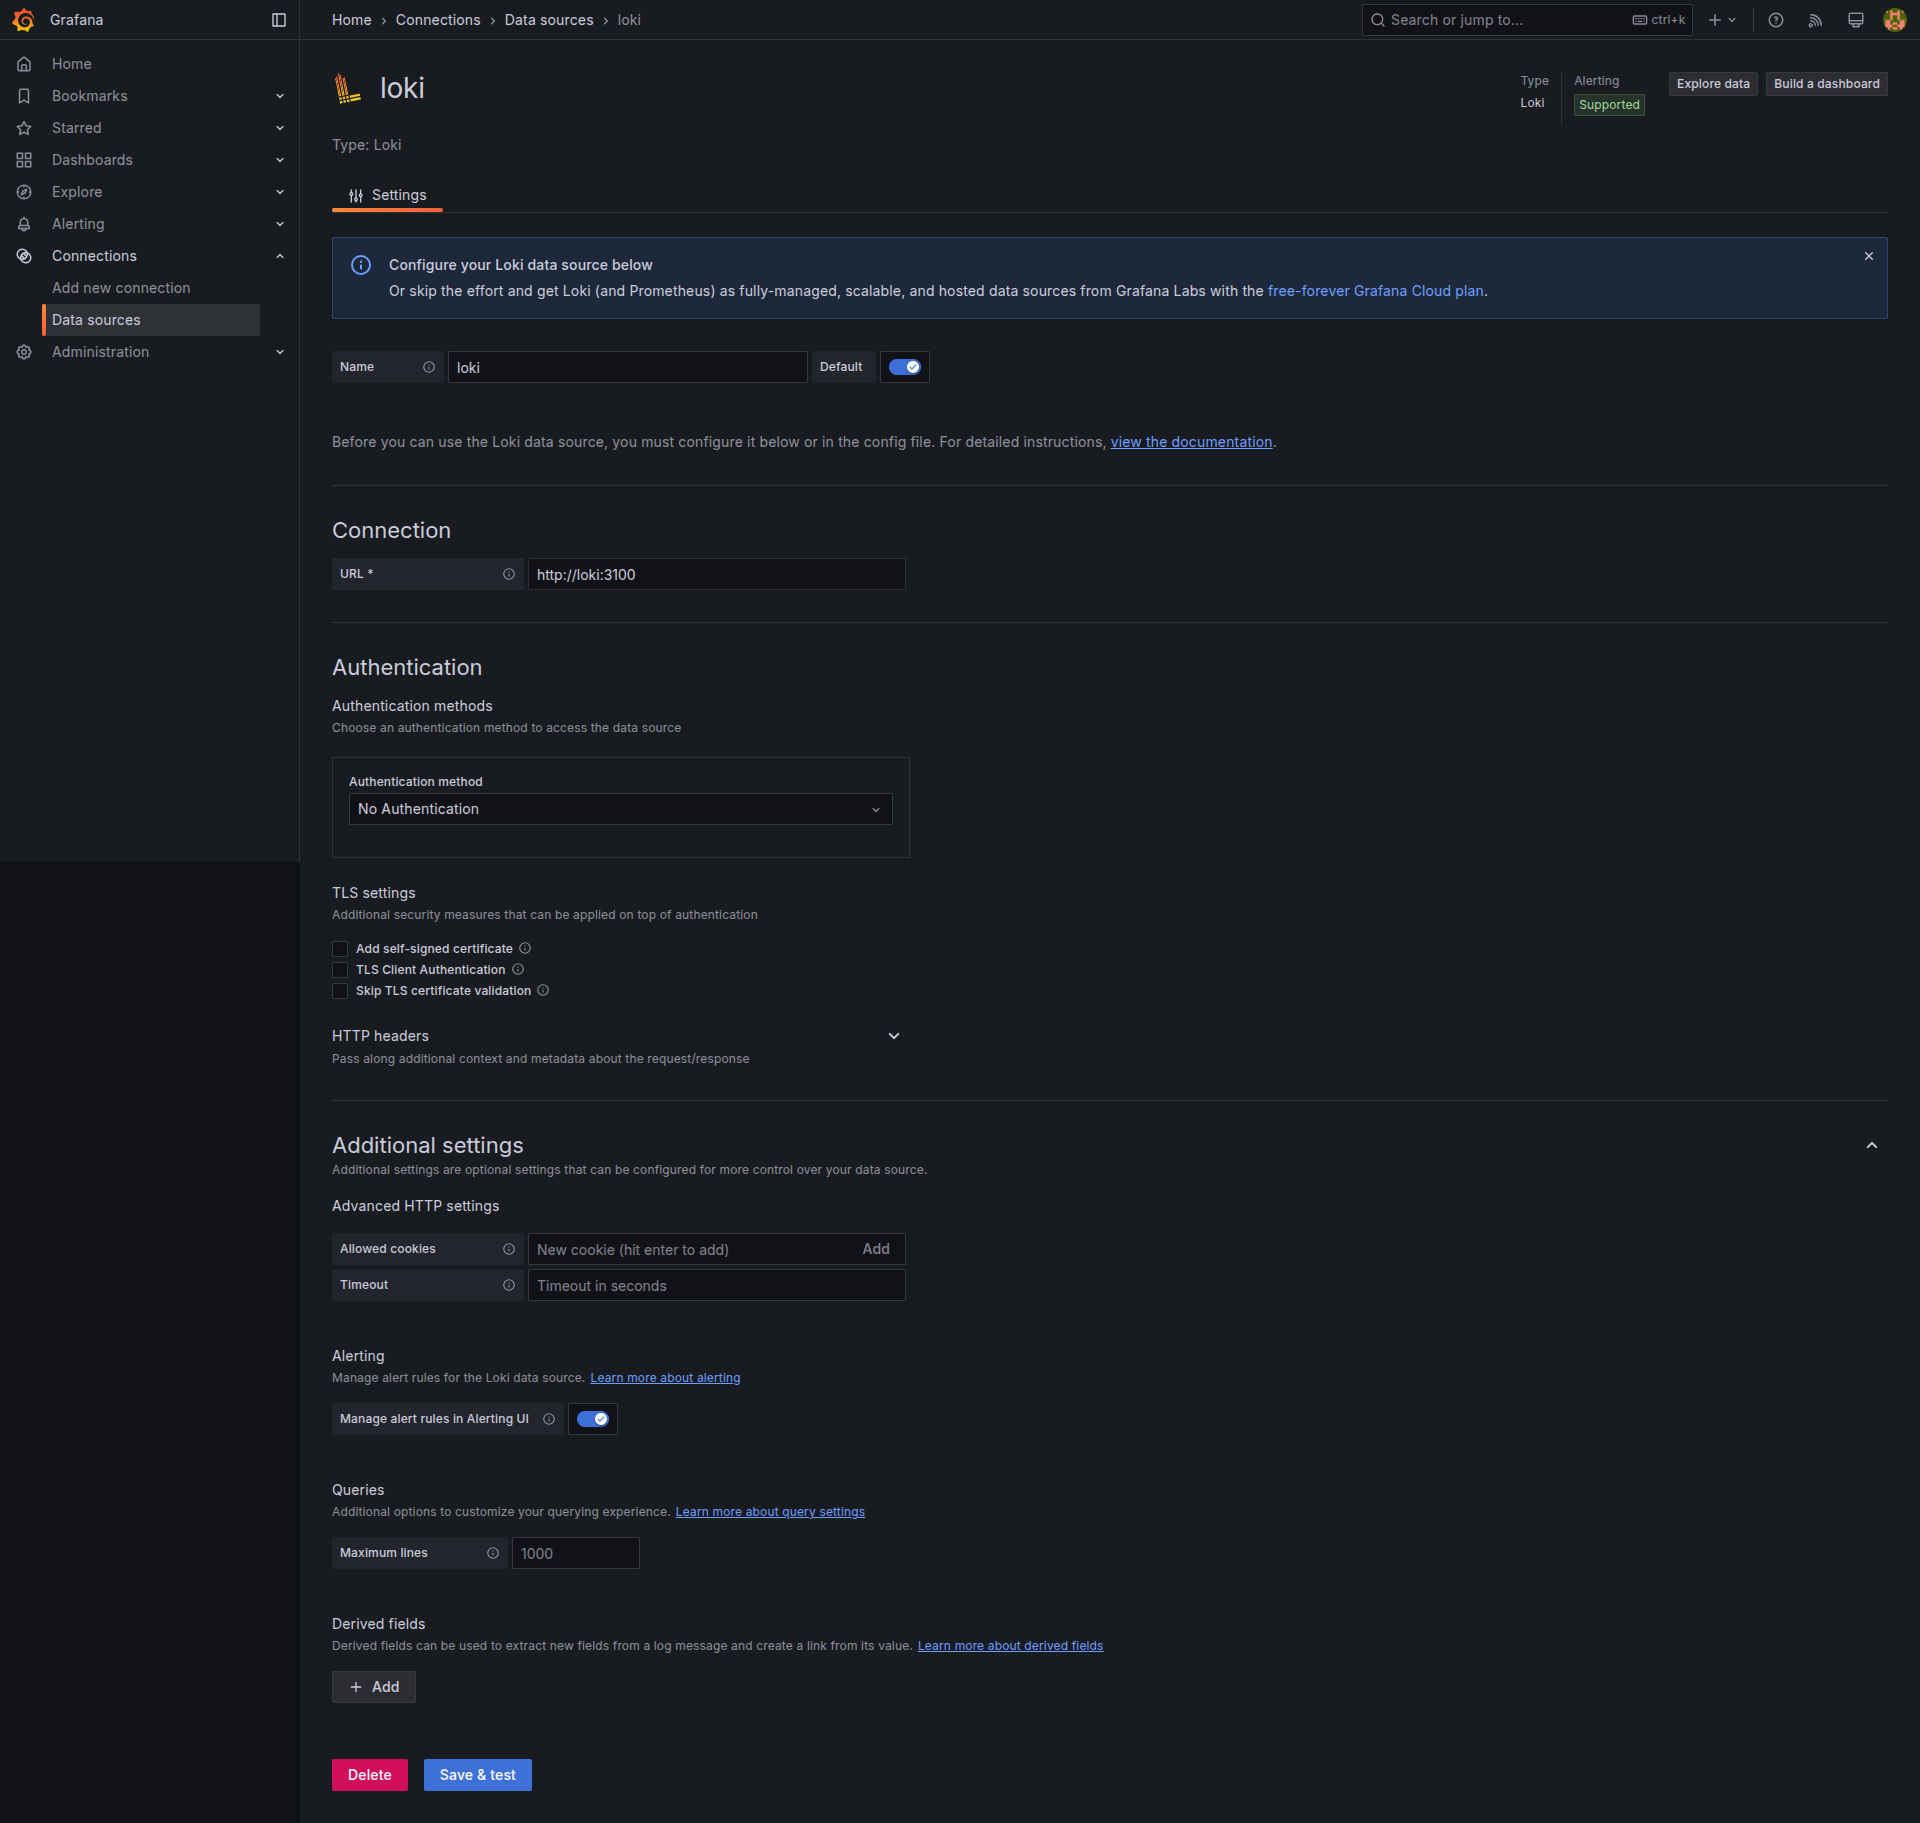 Grafana
Home › Connections › Data sources › loki
Search or jump to... ctrl+k
Home
Bookmarks
Starred
Dashboards
Explore
Alerting
Connections
Add new connection
Data sources
Administration
loki
Type
Loki
Alerting
Supported
Explore data
Build a dashboard
Type: Loki
Settings
Configure your Loki data source below
Or skip the effort and get Loki (and Prometheus) as fully-managed, scalable, and hosted data sources from Grafana Labs with the free-forever Grafana Cloud plan.
Name loki Default
Before you can use the Loki data source, you must configure it below or in the config file. For detailed instructions, view the documentation.
Connection
URL * http://loki:3100
Authentication
Authentication methods
Choose an authentication method to access the data source
Authentication method
No Authentication
TLS settings
Additional security measures that can be applied on top of authentication
Add self-signed certificate
TLS Client Authentication
Skip TLS certificate validation
HTTP headers
Pass along additional context and metadata about the request/response
Additional settings
Additional settings are optional settings that can be configured for more control over your data source.
Advanced HTTP settings
Allowed cookies New cookie (hit enter to add) Add
Timeout Timeout in seconds
Alerting
Manage alert rules for the Loki data source. Learn more about alerting
Manage alert rules in Alerting UI
Queries
Additional options to customize your querying experience. Learn more about query settings
Maximum lines 1000
Derived fields
Derived fields can be used to extract new fields from a log message and create a link from its value. Learn more about derived fields
Add
Delete Save & test